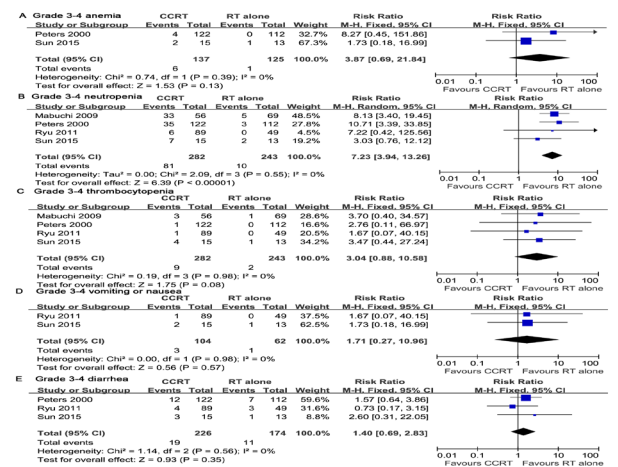 A Grade 3-4 anemia
CCRT RT alone Risk Ratio Risk Ratio
Study or Subgroup Events Total Events Total Weight M-H. Fixed. 95% CI M-H. Fixed. 95% CI
Peters 2000 4 122 0 112 32.7% 8.27 [0.45, 151.86]
Sun 2015 2 15 1 13 67.3% 1.73 [0.18, 16.99]
Total (95% CI) 137 125 100.0% 3.87 [0.69, 21.84]
Total events 6 1
Heterogeneity: Chi² = 0.74, df = 1 (P = 0.39); I² = 0%
Test for overall effect: Z = 1.53 (P = 0.13)
0.01 0.1 1 10 100
Favours CCRT Favours RT alone
B Grade 3-4 neutropenia
CCRT RT alone Risk Ratio Risk Ratio
Study or Subgroup Events Total Events Total Weight M-H. Random. 95% CI M-H. Random. 95% CI
Mabuchi 2009 33 56 5 69 48.5% 8.13 [3.40, 19.45]
Peters 2000 35 122 3 112 27.8% 10.71 [3.39, 33.85]
Ryu 2011 6 89 0 49 4.5% 7.22 [0.42, 125.56]
Sun 2015 7 15 2 13 19.2% 3.03 [0.76, 12.12]
Total (95% CI) 282 243 100.0% 7.23 [3.94, 13.26]
Total events 81 10
Heterogeneity: Tau² = 0.00; Chi² = 2.09, df = 3 (P = 0.55); I² = 0%
Test for overall effect: Z = 6.39 (P < 0.00001)
0.01 0.1 1 10 100
Favours CCRT Favours RT alone
C Grade 3-4 thrombocytopenia
CCRT RT alone Risk Ratio Risk Ratio
Study or Subgroup Events Total Events Total Weight M-H. Fixed. 95% CI M-H. Fixed. 95% CI
Mabuchi 2009 3 56 1 69 28.6% 3.70 [0.40, 34.57]
Peters 2000 1 122 0 112 16.6% 2.76 [0.11, 66.97]
Ryu 2011 1 89 0 49 20.5% 1.67 [0.07, 40.15]
Sun 2015 4 15 1 13 34.2% 3.47 [0.44, 27.24]
Total (95% CI) 282 243 100.0% 3.04 [0.88, 10.58]
Total events 9 2
Heterogeneity: Chi² = 0.19, df = 3 (P = 0.98); I² = 0%
Test for overall effect: Z = 1.75 (P = 0.08)
0.01 0.1 1 10 100
Favours CCRT Favours RT alone
D Grade 3-4 vomiting or nausea
CCRT RT alone Risk Ratio Risk Ratio
Study or Subgroup Events Total Events Total Weight M-H. Fixed. 95% CI M-H. Fixed. 95% CI
Ryu 2011 1 89 0 49 37.5% 1.67 [0.07, 40.15]
Sun 2015 2 15 1 13 62.5% 1.73 [0.18, 16.99]
Total (95% CI) 104 62 100.0% 1.71 [0.27, 10.96]
Total events 3 1
Heterogeneity: Chi² = 0.00, df = 1 (P = 0.98); I² = 0%
Test for overall effect: Z = 0.56 (P = 0.57)
0.01 0.1 1 10 100
Favours CCRT Favours RT alone
E Grade 3-4 diarrhea
CCRT RT alone Risk Ratio Risk Ratio
Study or Subgroup Events Total Events Total Weight M-H. Fixed. 95% CI M-H. Fixed. 95% CI
Peters 2000 12 122 7 112 59.6% 1.57 [0.64, 3.86]
Ryu 2011 4 89 3 49 31.6% 0.73 [0.17, 3.15]
Sun 2015 3 15 1 13 8.8% 2.60 [0.31, 22.05]
Total (95% CI) 226 174 100.0% 1.40 [0.69, 2.83]
Total events 19 11
Heterogeneity: Chi² = 1.14, df = 2 (P = 0.56); I² = 0%
Test for overall effect: Z = 0.93 (P = 0.35)
0.01 0.1 1 10 100
Favours CCRT Favours RT alone